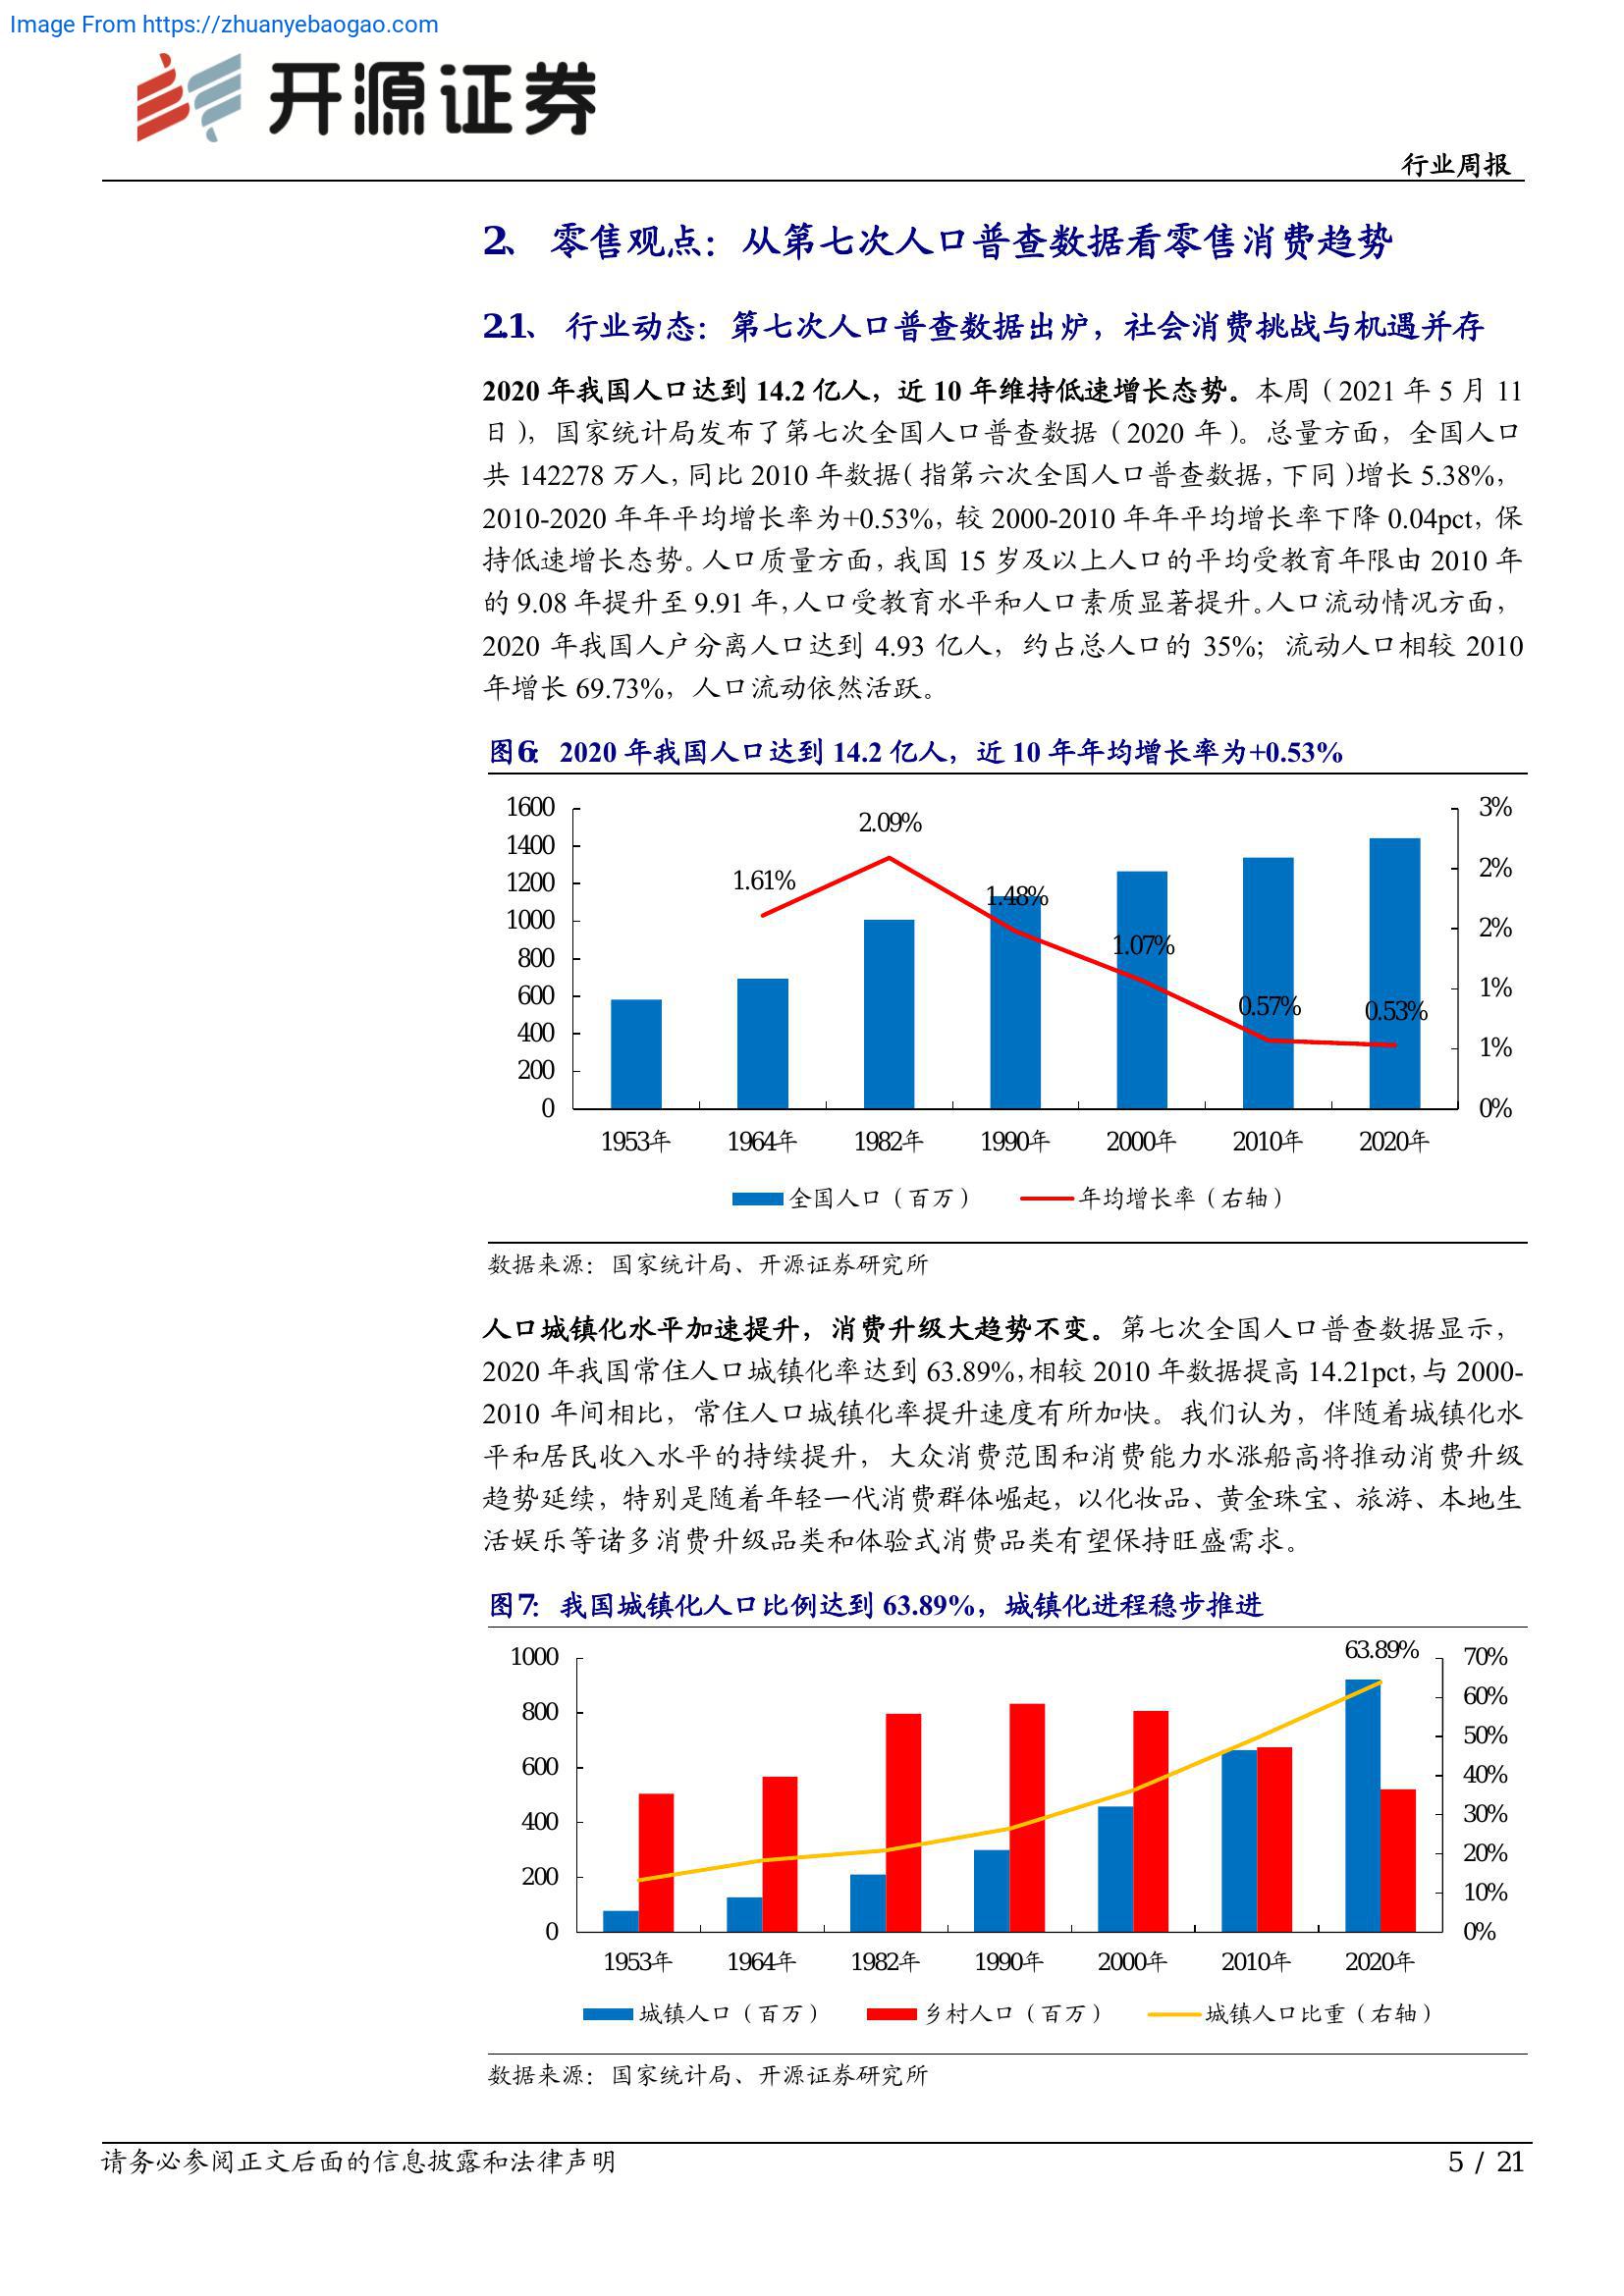 Image From https://zhuanyebaogao.com
开源证券
行业周报
2、 零售观点：从第七次人口普查数据看零售消费趋势
2.1、 行业动态：第七次人口普查数据出炉，社会消费挑战与机遇并存
2020 年我国人口达到 14.2 亿人，近 10 年维持低速增长态势。本周（2021 年 5 月 11
日），国家统计局发布了第七次全国人口普查数据（2020 年）。总量方面，全国人口
共 142278 万人，同比 2010 年数据（指第六次全国人口普查数据，下同）增长 5.38%，
2010-2020 年年平均增长率为+0.53%，较 2000-2010 年年平均增长率下降 0.04pct，保
持低速增长态势。人口质量方面，我国 15 岁及以上人口的平均受教育年限由 2010 年
的 9.08 年提升至 9.91 年，人口受教育水平和人口素质显著提升。人口流动情况方面，
2020 年我国人户分离人口达到 4.93 亿人，约占总人口的 35%；流动人口相较 2010
年增长 69.73%，人口流动依然活跃。
图6： 2020 年我国人口达到 14.2 亿人，近 10 年年均增长率为+0.53%
1600
1400
1200
1000
800
600
400
200
0
1.61%
2.09%
1.48%
1.07%
0.57%
0.53%
3%
2%
2%
1%
1%
0%
1953年 1964年 1982年 1990年 2000年 2010年 2020年
全国人口（百万） 年均增长率（右轴）
数据来源：国家统计局、开源证券研究所
人口城镇化水平加速提升，消费升级大趋势不变。第七次全国人口普查数据显示，
2020 年我国常住人口城镇化率达到 63.89%，相较 2010 年数据提高 14.21pct，与 2000-
2010 年间相比，常住人口城镇化率提升速度有所加快。我们认为，伴随着城镇化水
平和居民收入水平的持续提升，大众消费范围和消费能力水涨船高将推动消费升级
趋势延续，特别是随着年轻一代消费群体崛起，以化妆品、黄金珠宝、旅游、本地生
活娱乐等诸多消费升级品类和体验式消费品类有望保持旺盛需求。
图7： 我国城镇化人口比例达到 63.89%，城镇化进程稳步推进
1000
800
600
400
200
0
63.89%
70%
60%
50%
40%
30%
20%
10%
0%
1953年 1964年 1982年 1990年 2000年 2010年 2020年
城镇人口（百万） 乡村人口（百万） 城镇人口比重（右轴）
数据来源：国家统计局、开源证券研究所
请务必参阅正文后面的信息披露和法律声明
5 / 21